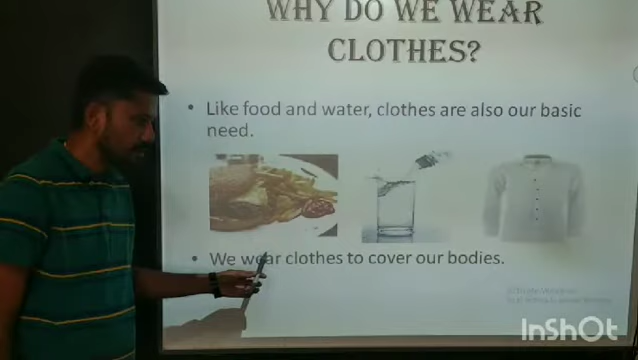 WHY DO WE WEAR
CLOTHES?
• Like food and water, clothes are also our basic
need.
• We wear clothes to cover our bodies.
InShOt